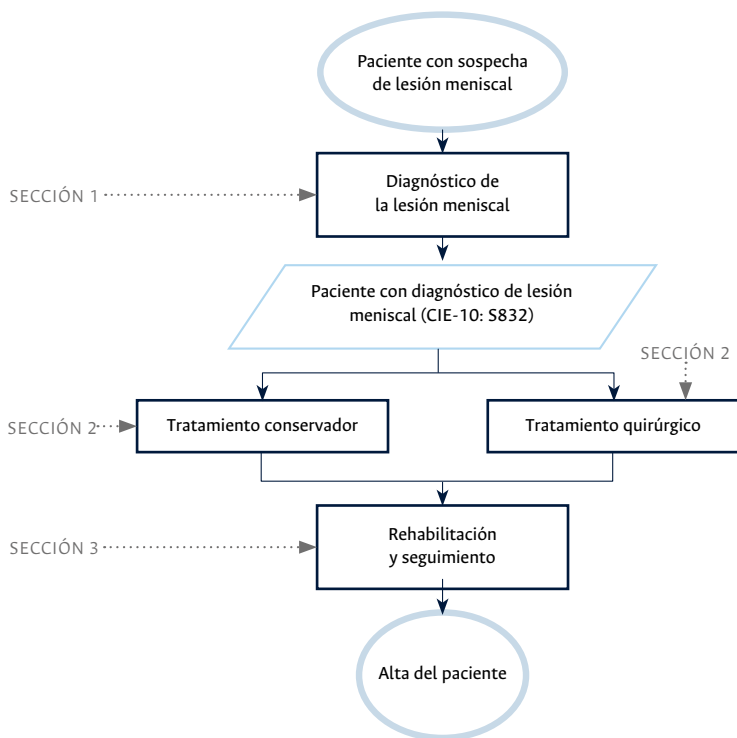 Paciente con sospecha
de lesión meniscal
SECCIÓN 1
Diagnóstico de
la lesión meniscal
Paciente con diagnóstico de lesión
meniscal (CIE-10: S832)
SECCIÓN 2
SECCIÓN 2
Tratamiento conservador
Tratamiento quirúrgico
SECCIÓN 3
Rehabilitación
y seguimiento
Alta del paciente